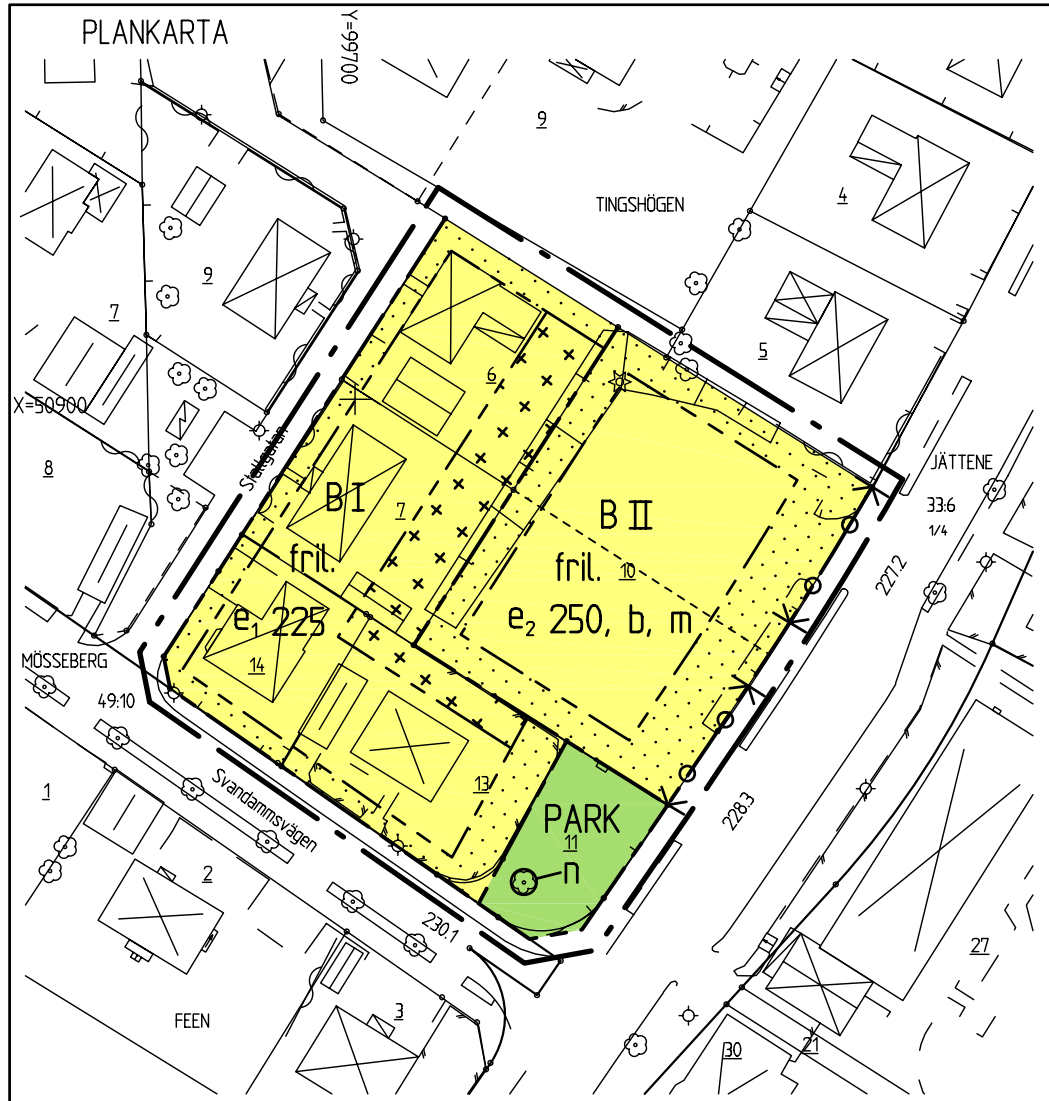 PLANKARTA
Y=99700
9
TINGSHÖGEN
4
9
7
5
6
X=50900
8
Stallgatan
JÄTTENE
33:6
1/4
B I
7
B II
fril.
fril. 10
e₁ 225
e₂ 250, b, m
227.2
14
MÖSSEBERG
49:10
13
1
Svandammsvägen
PARK
11
228.3
n
2
230.1
27
FEEN
3
30
21